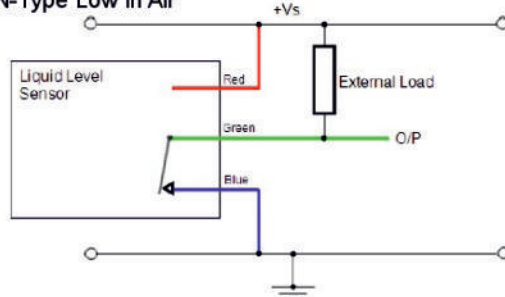 N-Type Low in Air
+Vs
Liquid Level
Sensor
Red
External Load
Green
O/P
Blue